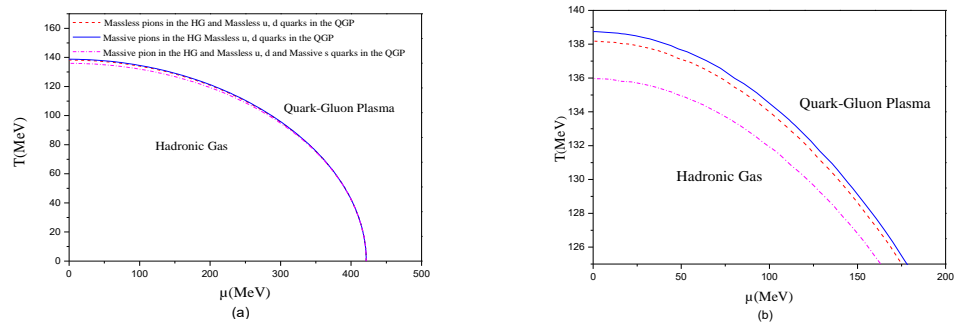 Massless pions in the HG and Massless u, d quarks in the QGP
Massive pion in the HG Massless u, d quarks in the QGP
Massive pion in the HG and Massless u, d and Massive s quarks in the QGP
160
140
120
100
80
60
40
20
0
T(MeV)
Quark-Gluon Plasma
Hadronic Gas
0 100 200 300 400 500
µ(MeV)
(a)
140
138
136
134
132
130
128
126
T(MeV)
Quark-Gluon Plasma
Hadronic Gas
0 50 100 150 200
µ(MeV)
(b)